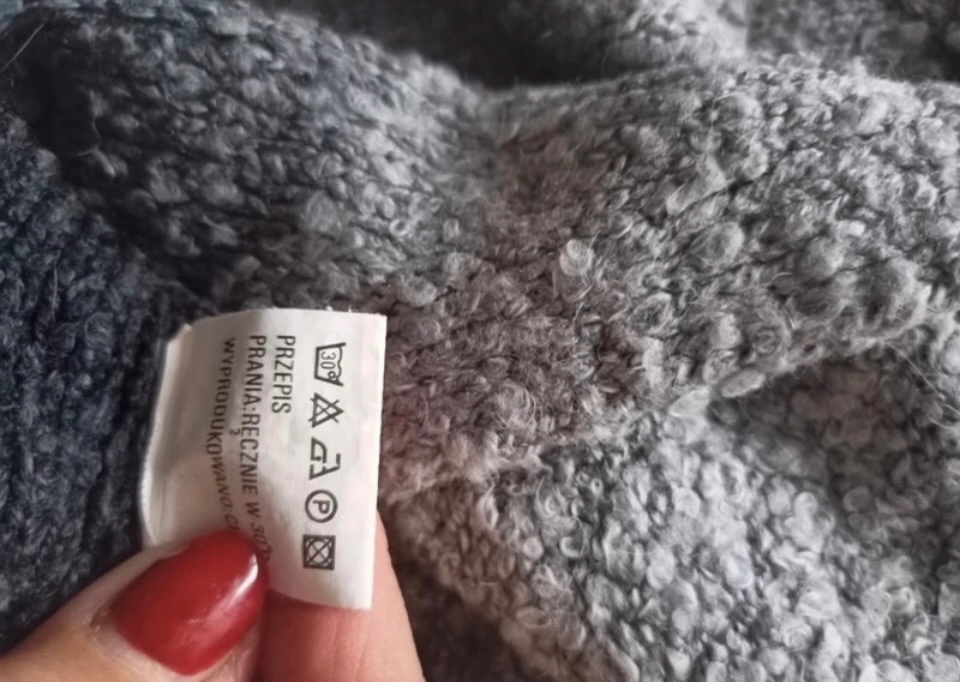 30° P
PRZEPIS
PRANIA:RĘCZNIE W 30°
WYPRODUKOWANO: